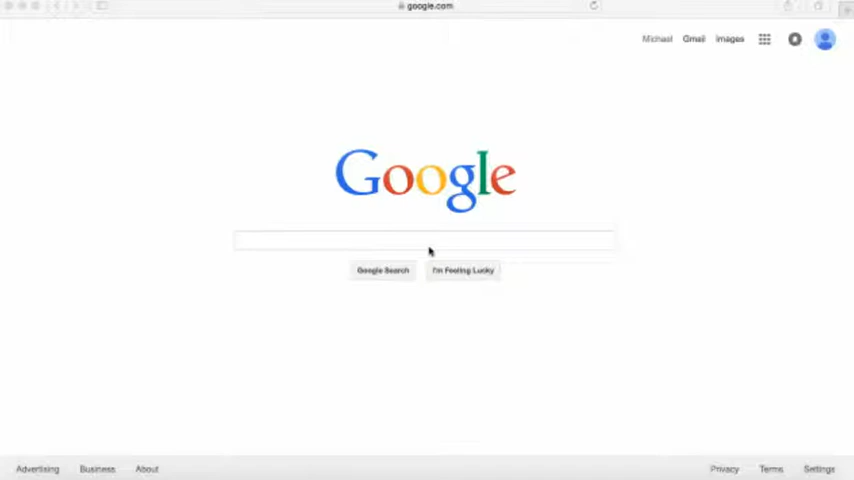 google.com
Michael Gmail Images
Google
Google Search I'm Feeling Lucky
Advertising Business About Privacy Terms Settings